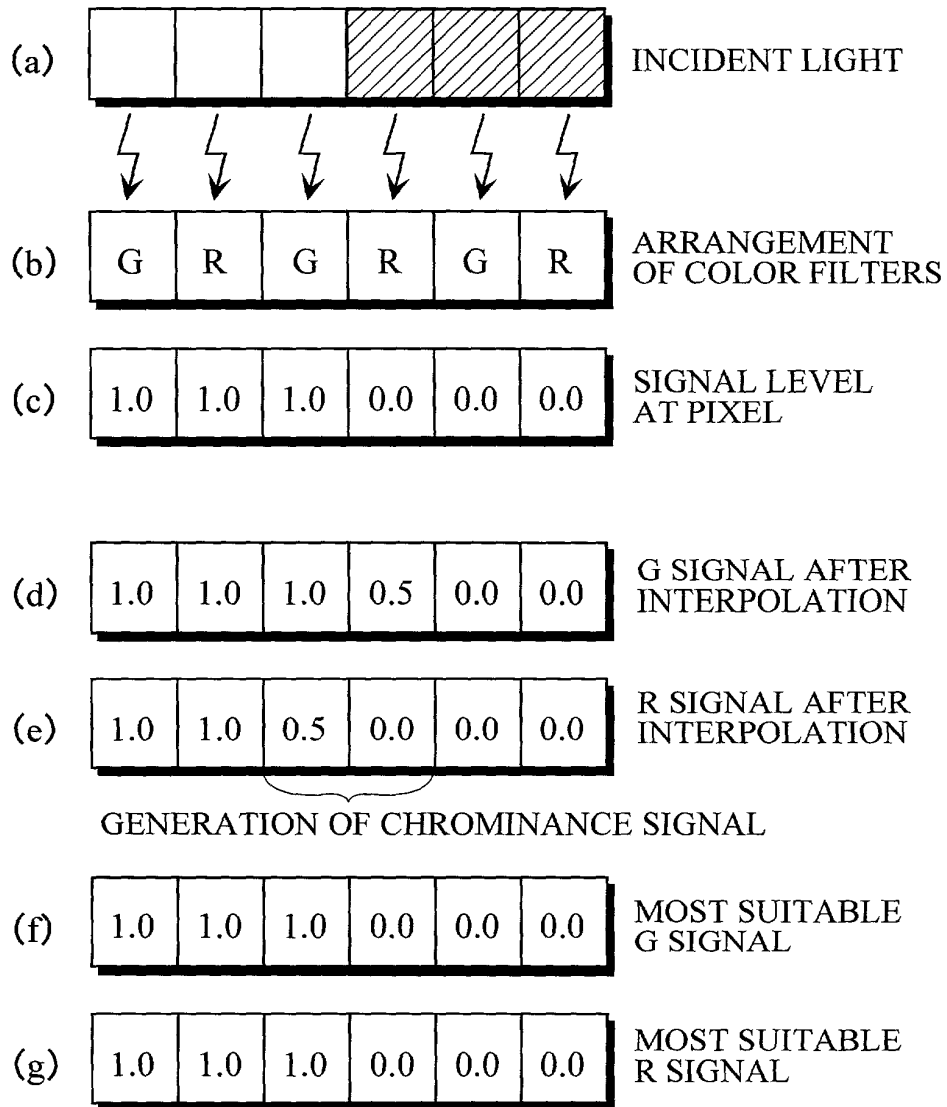 (a) INCIDENT LIGHT
(b) G R G R G R ARRANGEMENT
OF COLOR FILTERS
(c) 1.0 1.0 1.0 0.0 0.0 0.0 SIGNAL LEVEL
AT PIXEL
(d) 1.0 1.0 1.0 0.5 0.0 0.0 G SIGNAL AFTER
INTERPOLATION
(e) 1.0 1.0 0.5 0.0 0.0 0.0 R SIGNAL AFTER
INTERPOLATION
GENERATION OF CHROMINANCE SIGNAL
(f) 1.0 1.0 1.0 0.0 0.0 0.0 MOST SUITABLE
G SIGNAL
(g) 1.0 1.0 1.0 0.0 0.0 0.0 MOST SUITABLE
R SIGNAL